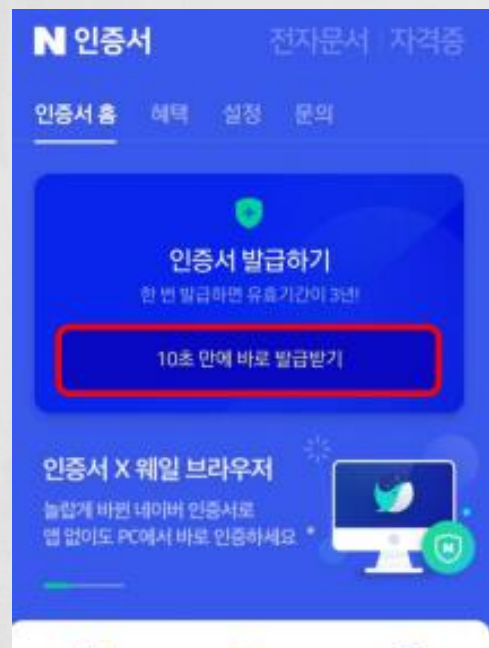 N 인증서 전자문서 자격증
인증서 홈 혜택 설정 문의
인증서 발급하기
한 번 발급하면 유효기간이 3년!
10초 만에 바로 발급받기
인증서 X 웨일 브라우저
놀랍게 바뀐 네이버 인증서로
앱 없이도 PC에서 바로 인증하세요
N